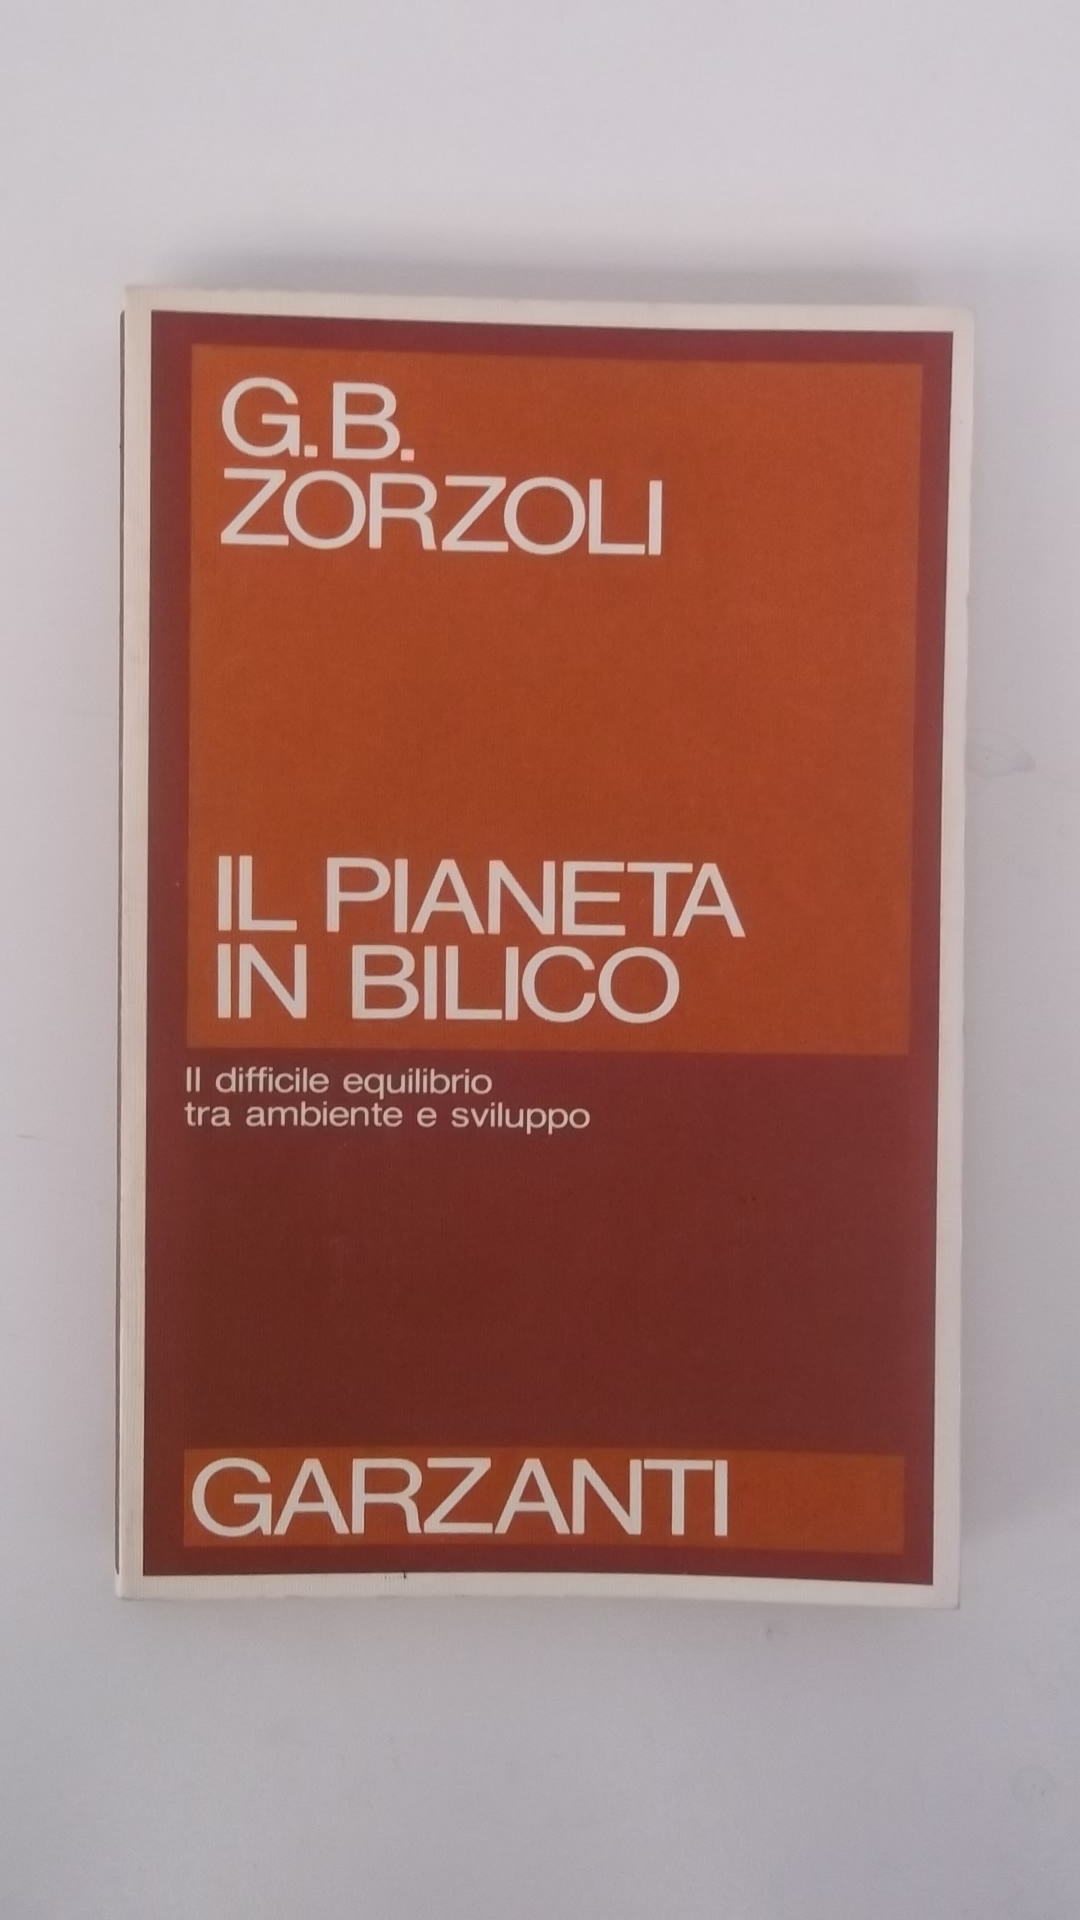 G.B.
ZORZOLI
IL PIANETA
IN BILICO
Il difficile equilibrio
tra ambiente e sviluppo
GARZANTI